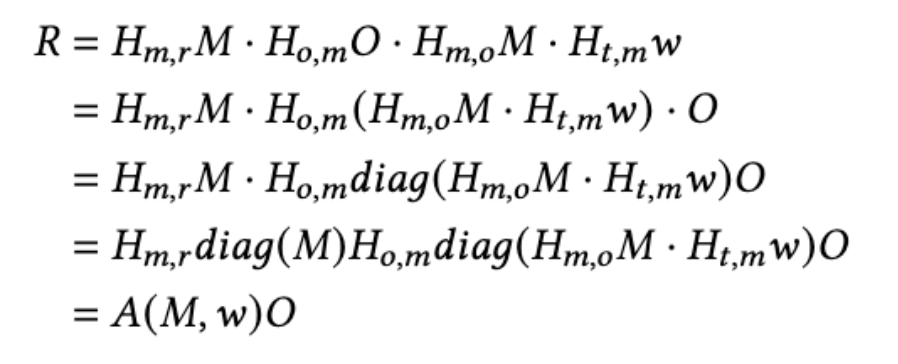 R = H_{m,r}M · H_{o,m}O · H_{m,o}M · H_{t,m}w
= H_{m,r}M · H_{o,m}(H_{m,o}M · H_{t,m}w) · O
= H_{m,r}M · H_{o,m}diag(H_{m,o}M · H_{t,m}w)O
= H_{m,r}diag(M)H_{o,m}diag(H_{m,o}M · H_{t,m}w)O
= A(M, w)O